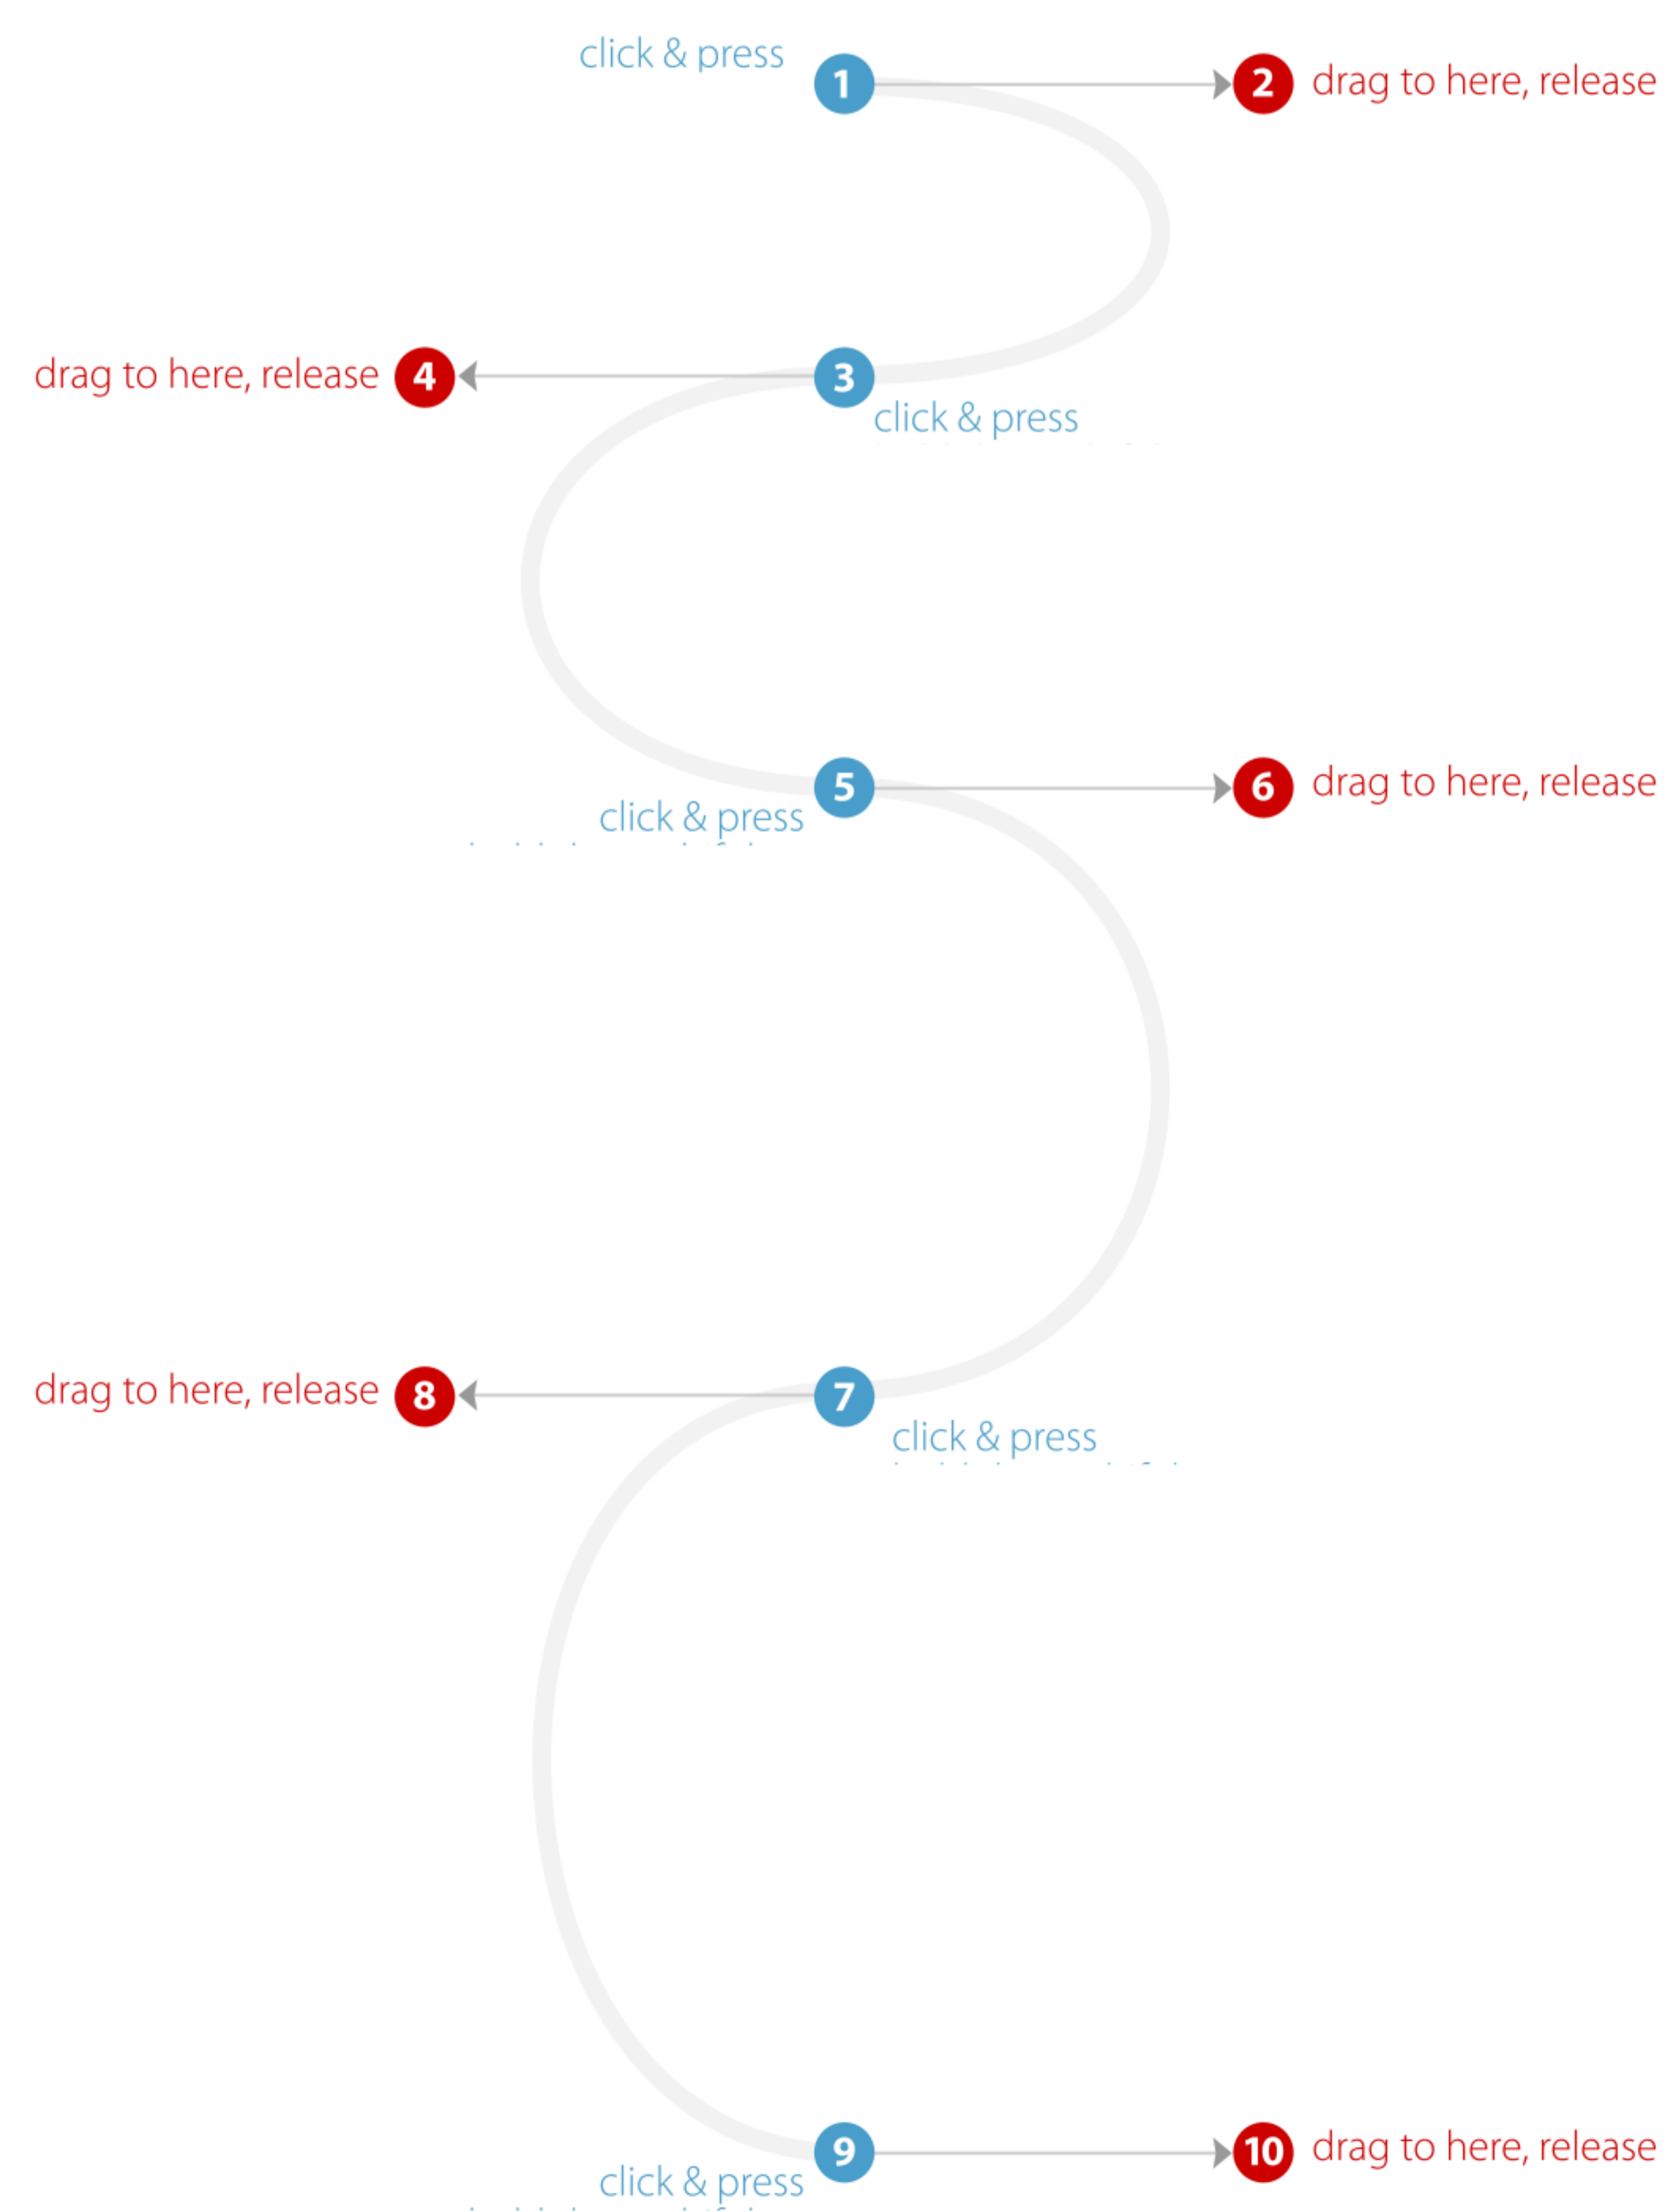 click & press
1
2 drag to here, release
drag to here, release 4
3
click & press
5
6 drag to here, release
click & press
drag to here, release 8
7
click & press
9
10 drag to here, release
click & press